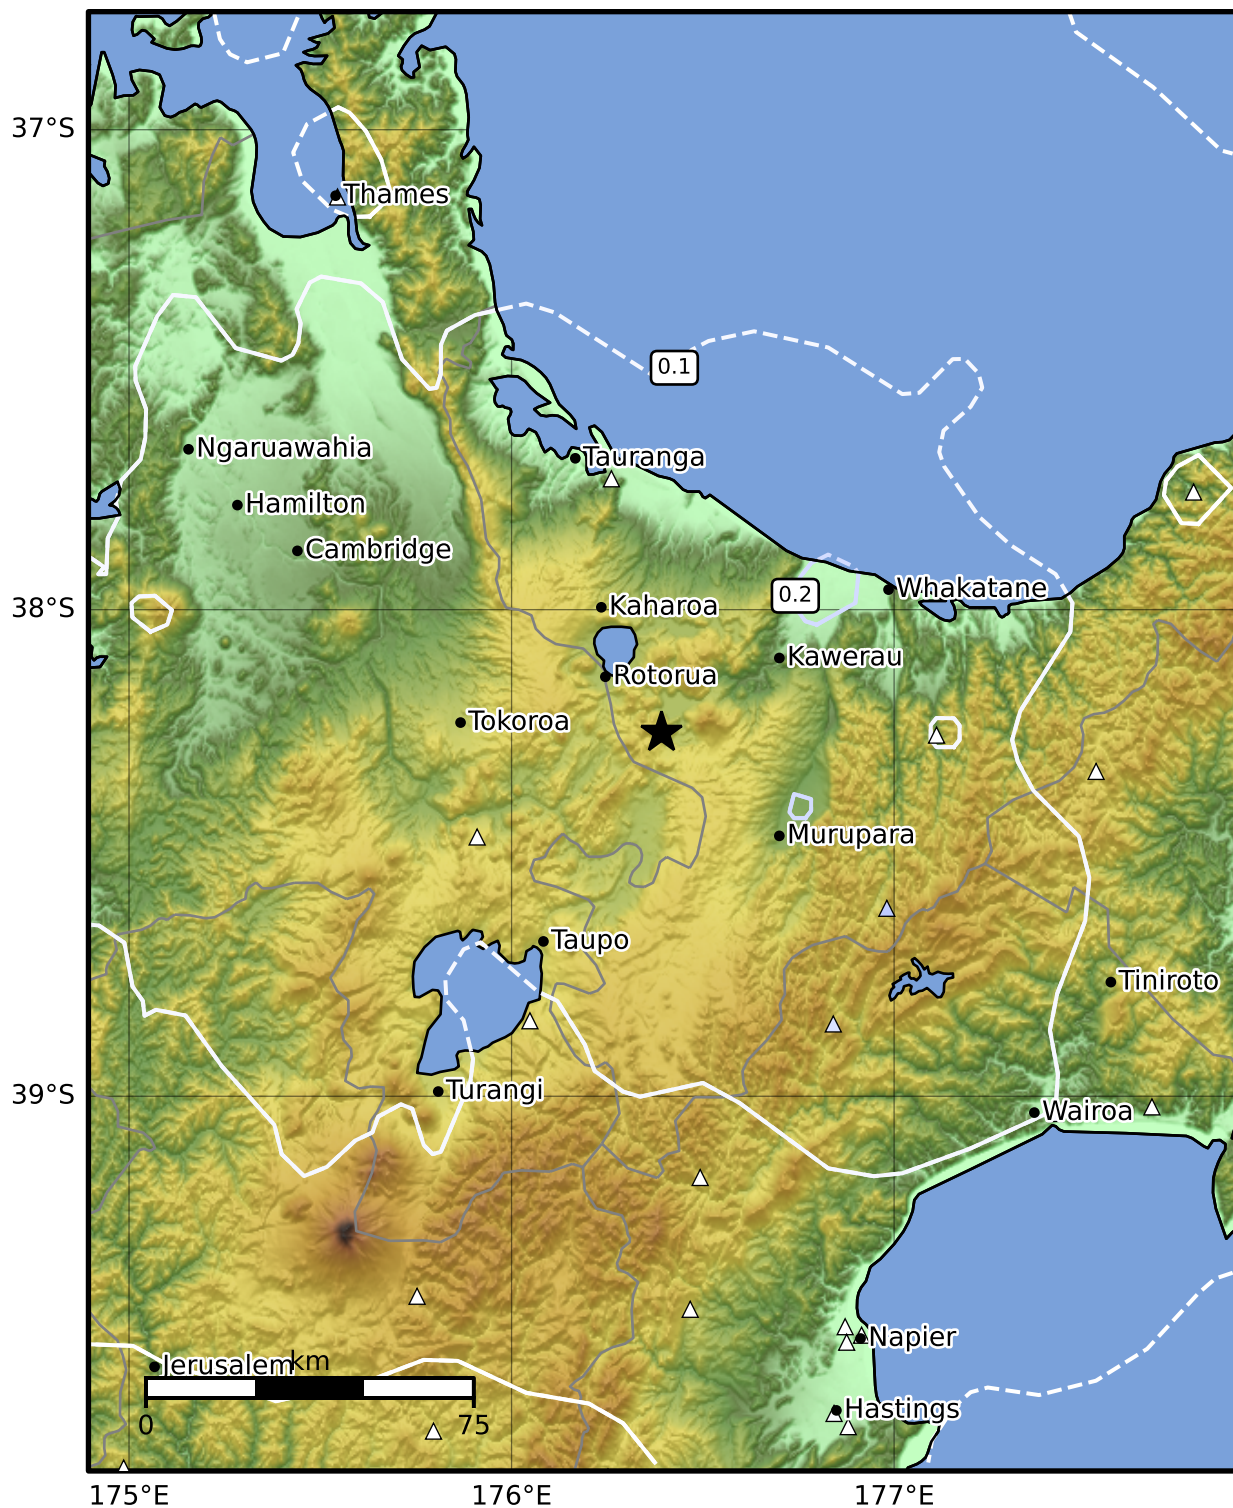 37°S
Thames
0.1
Ngaruawahia
Tauranga
Hamilton
Cambridge
38°S
Kaharoa
0.2
Whakatane
Rotorua
Kawerau
Tokoroa
Murupara
Taupo
Tiniroto
39°S
Turangi
Wairoa
Napier
Jerusalem
km
0
75
Hastings
175°E
176°E
177°E